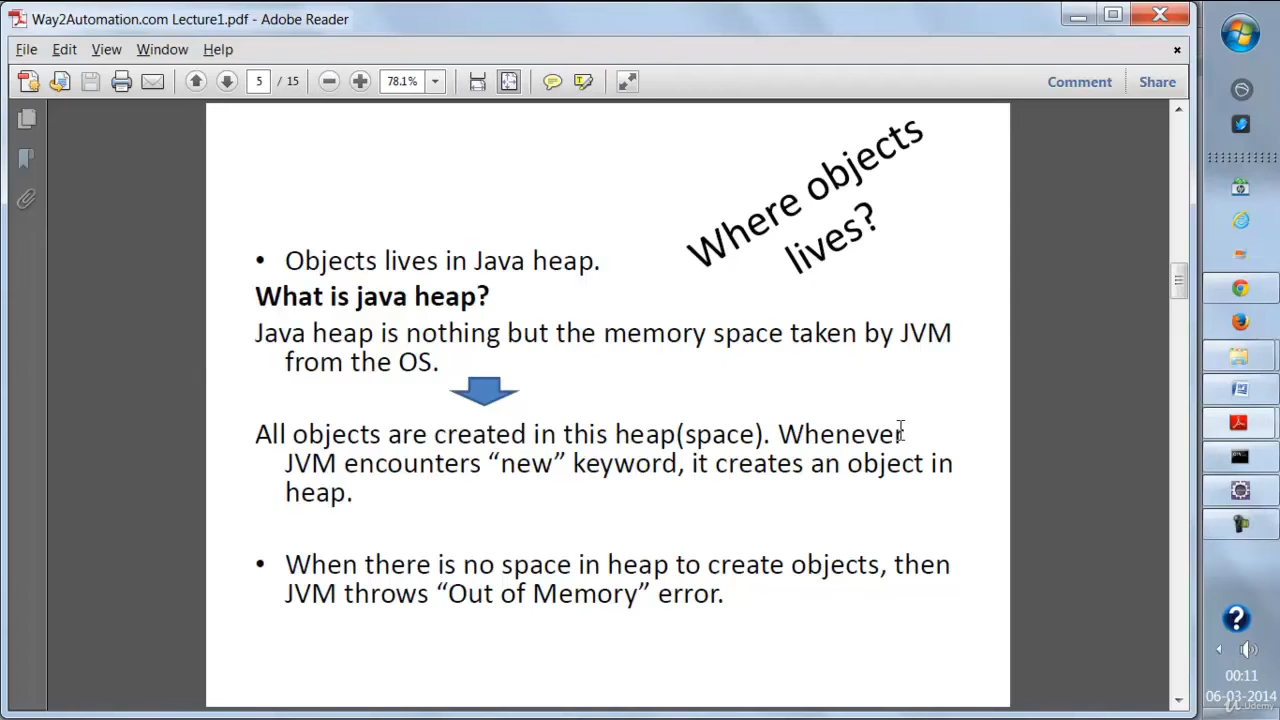 Way2Automation.com Lecture1.pdf - Adobe Reader
File Edit View Window Help
5 / 15 78.1% Comment Share
Where objects
lives?
• Objects lives in Java heap.
What is java heap?
Java heap is nothing but the memory space taken by JVM
from the OS.
All objects are created in this heap(space). Whenever
JVM encounters “new” keyword, it creates an object in
heap.
• When there is no space in heap to create objects, then
JVM throws “Out of Memory” error.
00:11
06-03-2014
Udemy